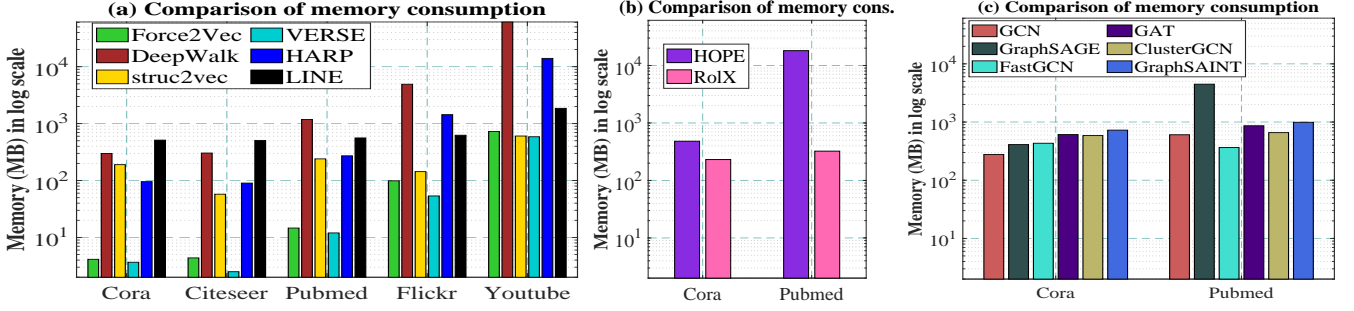 (a) Comparison of memory consumption
Memory (MB) in log scale
Force2Vec
DeepWalk
struc2vec
VERSE
HARP
LINE
10^4
10^3
10^2
10^1
Cora Citeseer Pubmed Flickr Youtube
(b) Comparison of memory cons.
Memory (MB) in log scale
HOPE
RolX
10^4
10^3
10^2
10^1
Cora Pubmed
(c) Comparison of memory consumption
Memory (MB) in log scale
GCN
GraphSAGE
FastGCN
GAT
ClusterGCN
GraphSAINT
10^4
10^3
10^2
10^1
Cora Pubmed